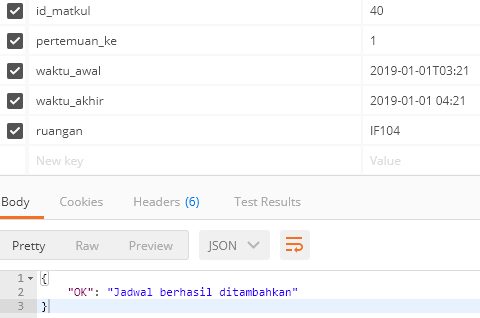 id_matkul 40
pertemuan_ke 1
waktu_awal 2019-01-01T03:21
waktu_akhir 2019-01-01 04:21
ruangan IF104
New key Value
Body Cookies Headers (6) Test Results
Pretty Raw Preview JSON
1 {
2 "OK": "Jadwal berhasil ditambahkan"
3 }